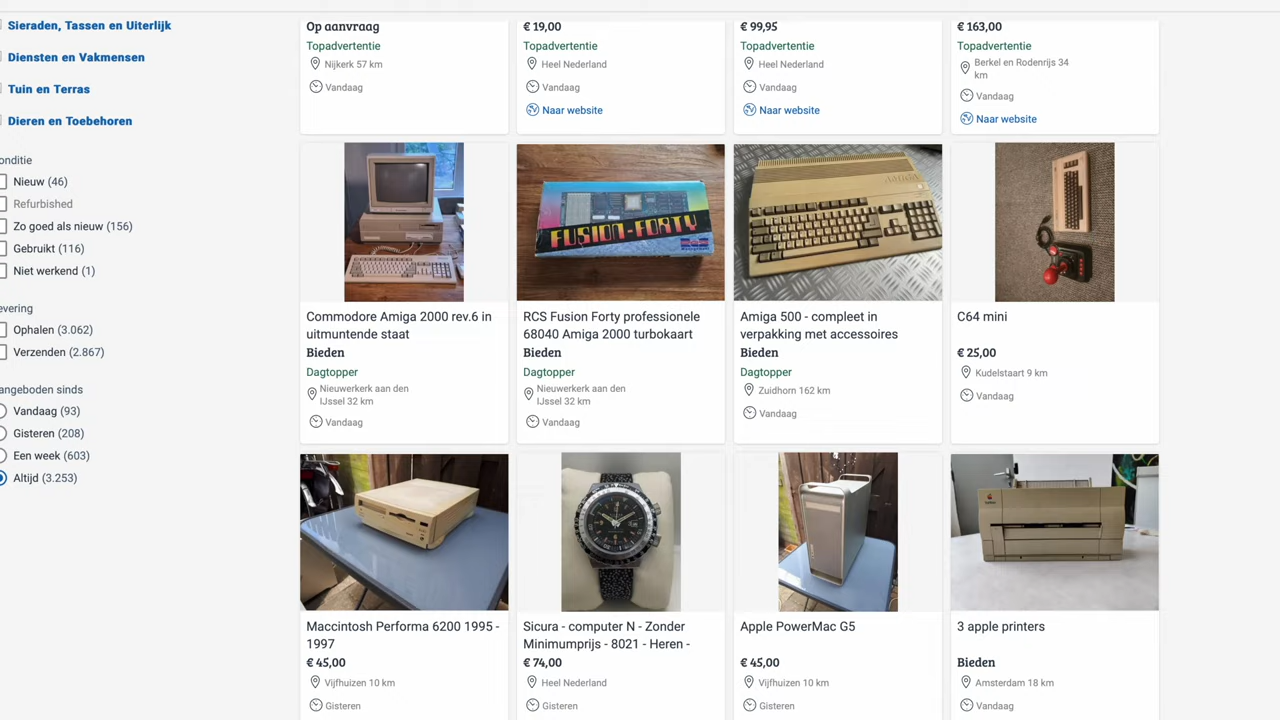 Sieraden, Tassen en Uiterlijk
Diensten en Vakmensen
Tuin en Terras
Dieren en Toebehoren
onditie
Nieuw (46)
Refurbished
Zo goed als nieuw (156)
Gebruikt (116)
Niet werkend (1)
evering
Ophalen (3.062)
Verzenden (2.867)
angeboden sinds
Vandaag (93)
Gisteren (208)
Een week (603)
Altijd (3.253)
Op aanvraag
Topadvertentie
Nijkerk 57 km
Vandaag
€ 19,00
Topadvertentie
Heel Nederland
Vandaag
Naar website
€ 99,95
Topadvertentie
Heel Nederland
Vandaag
Naar website
€ 163,00
Topadvertentie
Berkel en Rodenrijs 34
km
Vandaag
Naar website
Commodore Amiga 2000 rev.6 in
uitmuntende staat
Bieden
Dagtopper
Nieuwerkerk aan den
IJssel 32 km
Vandaag
FUSION-FORTY
RCS Fusion Forty professionele
68040 Amiga 2000 turbokaart
Bieden
Dagtopper
Nieuwerkerk aan den
IJssel 32 km
Vandaag
AMIGA
Amiga 500 - compleet in
verpakking met accessoires
Bieden
Dagtopper
Zuidhorn 162 km
Vandaag
C64 mini
€ 25,00
Kudelstaart 9 km
Vandaag
Maccintosh Performa 6200 1995 -
1997
€ 45,00
Vijfhuizen 10 km
Gisteren
Sicura - computer N - Zonder
Minimumprijs - 8021 - Heren -
€ 74,00
Heel Nederland
Gisteren
Apple PowerMac G5
€ 45,00
Vijfhuizen 10 km
Gisteren
3 apple printers
Bieden
Amsterdam 18 km
Vandaag